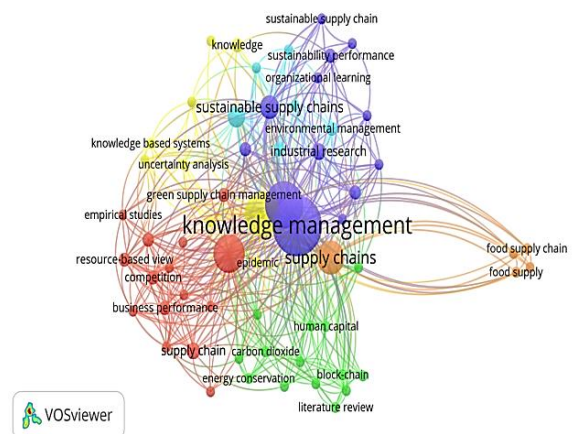 sustainable supply chain
knowledge
sustainability performance
organizational learning
sustainable supply chains
environmental management
knowledge based systems
industrial research
uncertainty analysis
green supply chain management
empirical studies
knowledge management
food supply chain
resource-based view
epidemic
supply chains
food supply
competition
business performance
human capital
supply chain
carbon dioxide
energy conservation
block-chain
literature review
VOSviewer